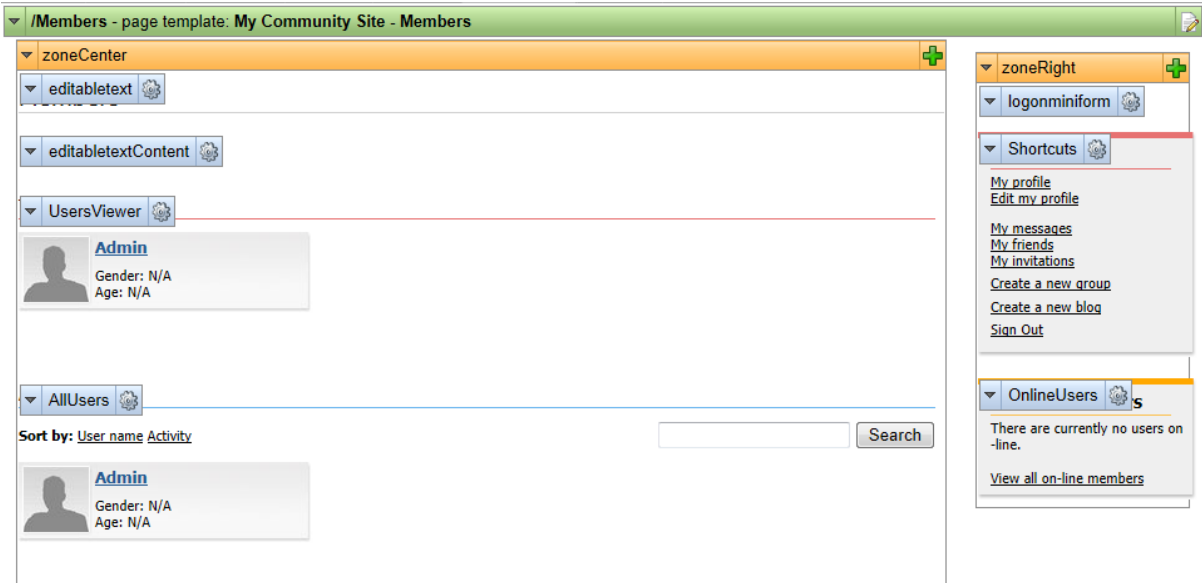 /Members - page template: My Community Site - Members
zoneCenter
editabletext
editabletextContent
UsersViewer
Admin
Gender: N/A
Age: N/A
AllUsers
Sort by: User name Activity
Search
Admin
Gender: N/A
Age: N/A
zoneRight
logonminiform
Shortcuts
My profile
Edit my profile
My messages
My friends
My invitations
Create a new group
Create a new blog
Sign Out
OnlineUsers
There are currently no users on
-line.
View all on-line members